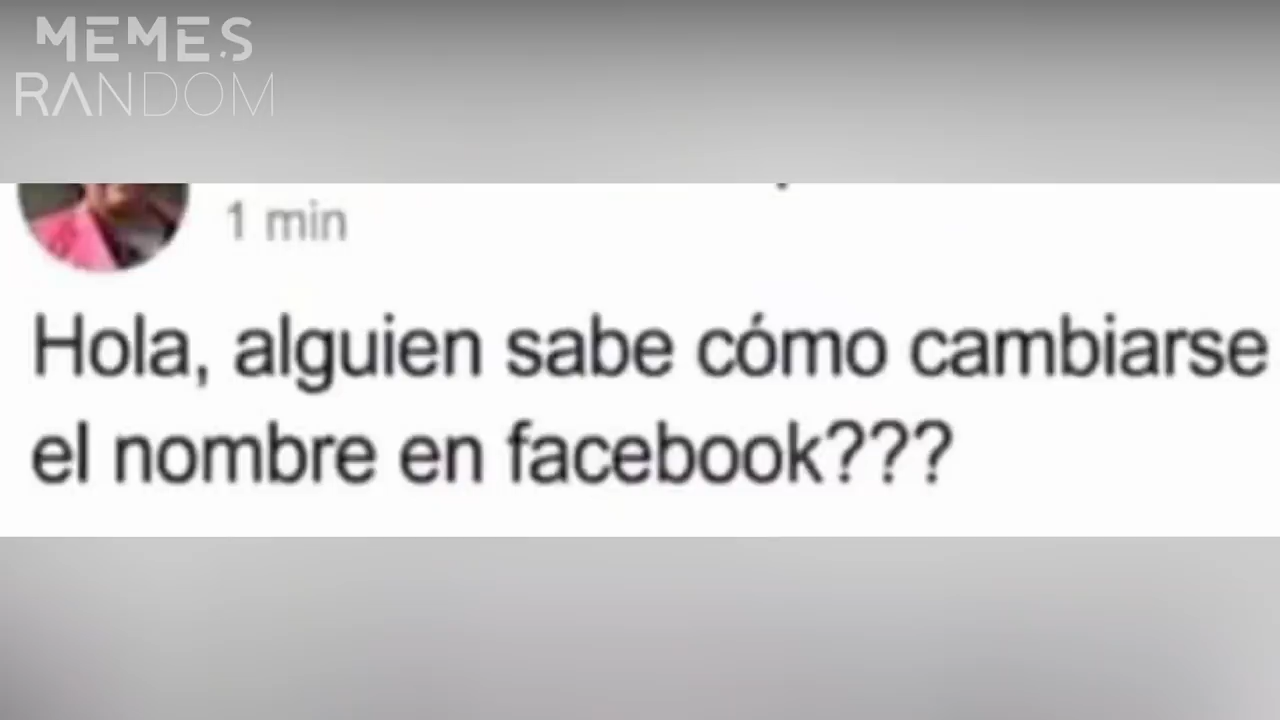 MEMES
RANDOM
1 min
Hola, alguien sabe cómo cambiarse
el nombre en facebook???